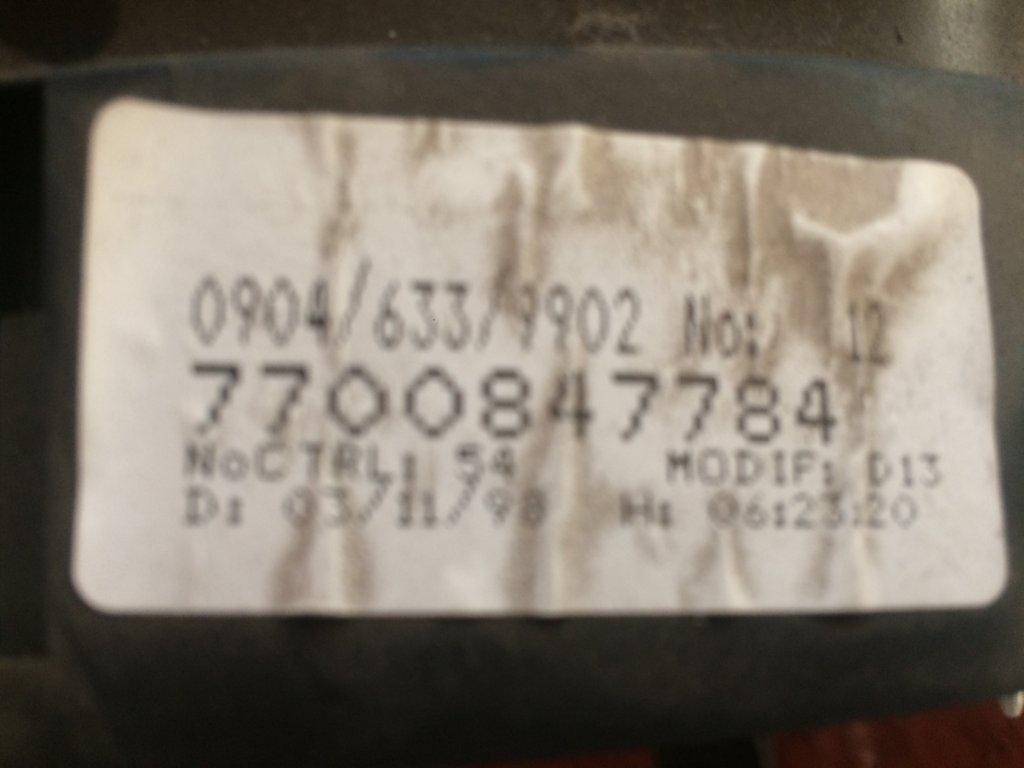 0904/633/9902 No: 12
7700847784
NoCTRL: 54 MODIF: D13
D: 03/11/98 H: 06:23:20